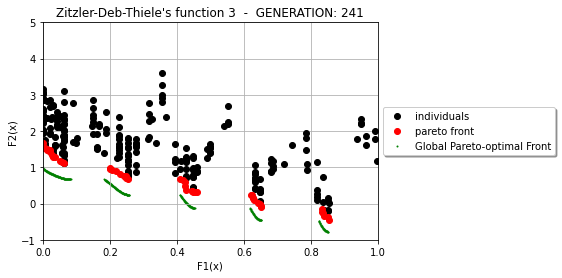 Zitzler-Deb-Thiele's function 3 - GENERATION: 241
5
4
3
2
1
0
−1
F2(x)
0.0 0.2 0.4 0.6 0.8 1.0
F1(x)
individuals
pareto front
Global Pareto-optimal Front